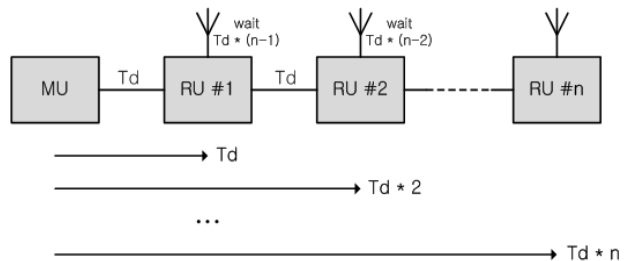 wait
Td * (n-1)
wait
Td * (n-2)
MU
Td
RU #1
Td
RU #2
RU #n
Td
Td * 2
...
Td * n